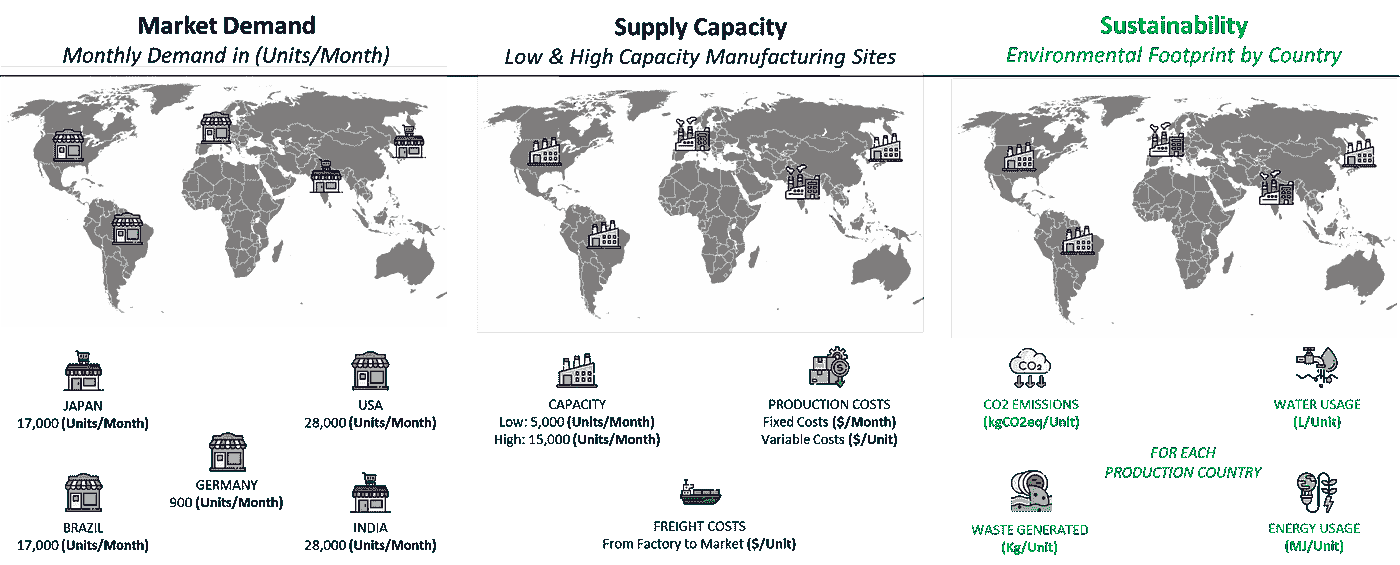 Market Demand
Monthly Demand in (Units/Month)
JAPAN
17,000 (Units/Month)
USA
28,000 (Units/Month)
GERMANY
900 (Units/Month)
BRAZIL
17,000 (Units/Month)
INDIA
28,000 (Units/Month)
Supply Capacity
Low & High Capacity Manufacturing Sites
CAPACITY
Low: 5,000 (Units/Month)
High: 15,000 (Units/Month)
PRODUCTION COSTS
Fixed Costs ($/Month)
Variable Costs ($/Unit)
FREIGHT COSTS
From Factory to Market ($/Unit)
Sustainability
Environmental Footprint by Country
CO2
CO2 EMISSIONS
(kgCO2eq/Unit)
WATER USAGE
(L/Unit)
FOR EACH
PRODUCTION COUNTRY
WASTE GENERATED
(Kg/Unit)
ENERGY USAGE
(MJ/Unit)